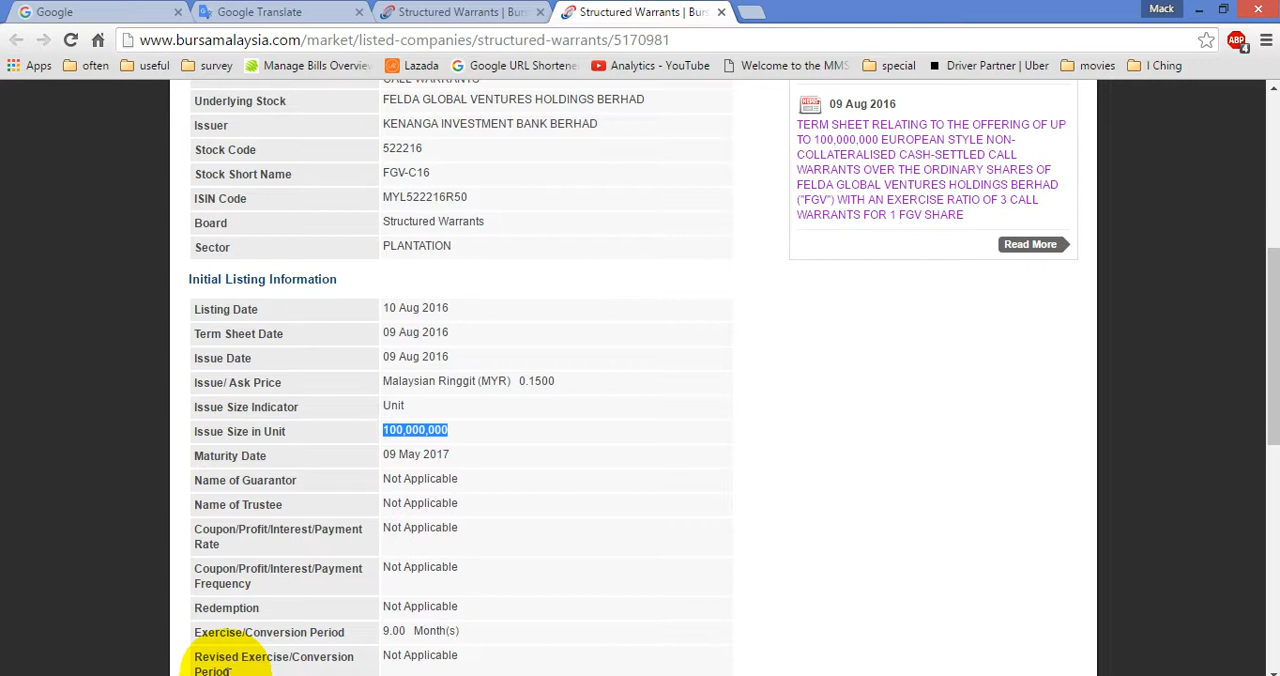 Google
Google Translate
Structured Warrants | Burs
Structured Warrants | Burs
Mack
www.bursamalaysia.com/market/listed-companies/structured-warrants/5170981
ABP
4
Apps
often
useful
survey
Manage Bills Overview
Lazada
Google URL Shortene
Analytics - YouTube
Welcome to the MMS
special
Driver Partner | Uber
movies
I Ching
CALL WARRANTS
Underlying Stock FELDA GLOBAL VENTURES HOLDINGS BERHAD
Issuer KENANGA INVESTMENT BANK BERHAD
Stock Code 522216
Stock Short Name FGV-C16
ISIN Code MYL522216R50
Board Structured Warrants
Sector PLANTATION
09 Aug 2016
TERM SHEET RELATING TO THE OFFERING OF UP
TO 100,000,000 EUROPEAN STYLE NON-
COLLATERALISED CASH-SETTLED CALL
WARRANTS OVER THE ORDINARY SHARES OF
FELDA GLOBAL VENTURES HOLDINGS BERHAD
("FGV") WITH AN EXERCISE RATIO OF 3 CALL
WARRANTS FOR 1 FGV SHARE
Read More
Initial Listing Information
Listing Date 10 Aug 2016
Term Sheet Date 09 Aug 2016
Issue Date 09 Aug 2016
Issue/ Ask Price Malaysian Ringgit (MYR) 0.1500
Issue Size Indicator Unit
Issue Size in Unit 100,000,000
Maturity Date 09 May 2017
Name of Guarantor Not Applicable
Name of Trustee Not Applicable
Coupon/Profit/Interest/Payment Not Applicable
Rate
Coupon/Profit/Interest/Payment Not Applicable
Frequency
Redemption Not Applicable
Exercise/Conversion Period 9.00 Month(s)
Revised Exercise/Conversion Not Applicable
Period